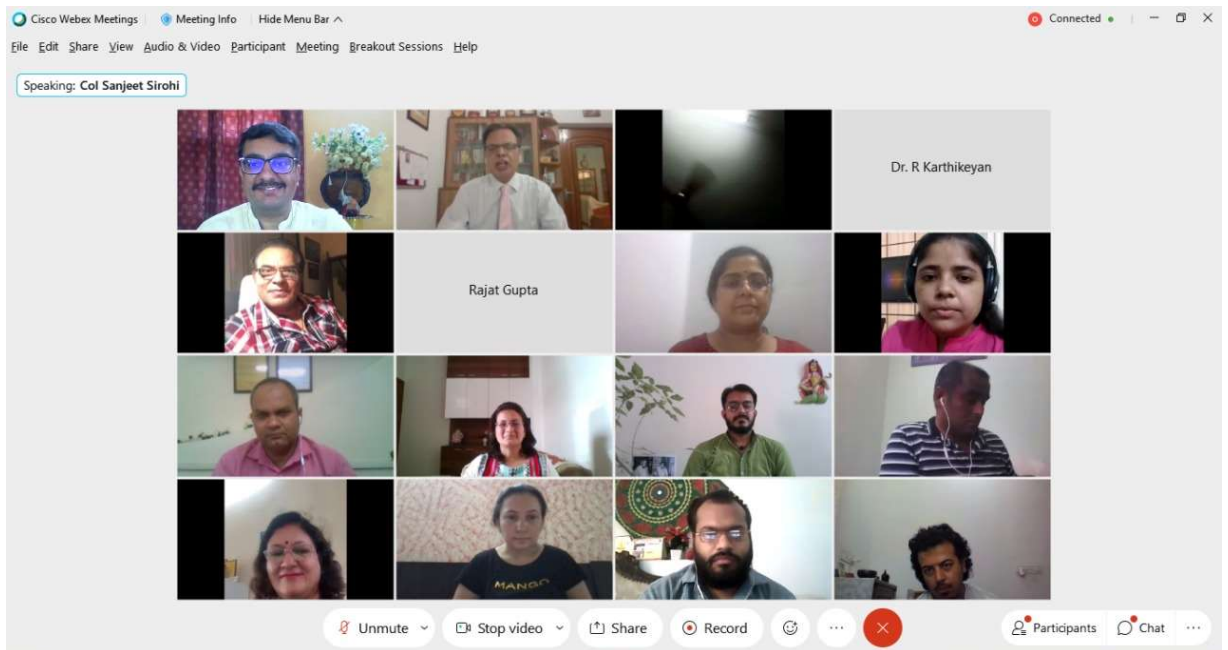 Cisco Webex Meetings Meeting Info Hide Menu Bar Connected
File Edit Share View Audio & Video Participant Meeting Breakout Sessions Help
Speaking: Col Sanjeet Sirohi
Dr. R Karthikeyan
Rajat Gupta
MANGO
Unmute Stop video Share Record Participants Chat